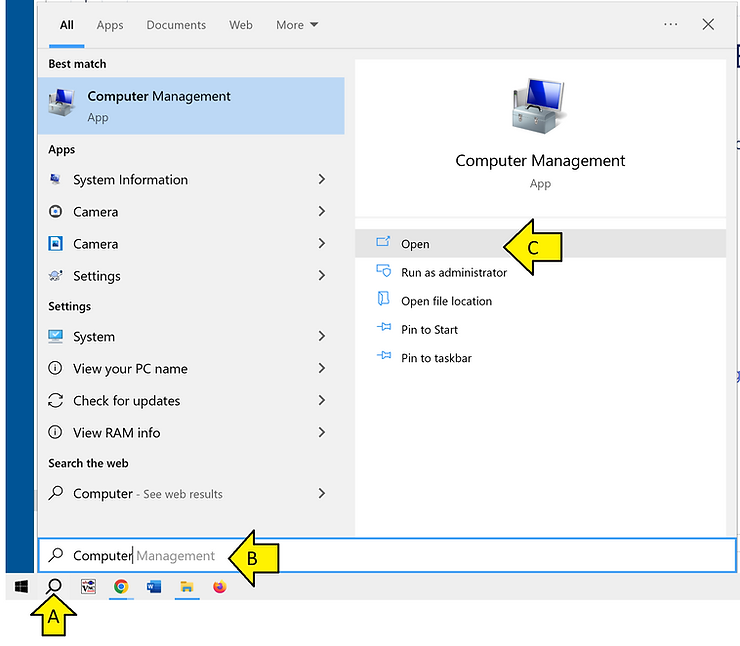 All Apps Documents Web More
Best match
Computer Management
App
Apps
System Information
Camera
Camera
Settings
Settings
System
View your PC name
Check for updates
View RAM info
Search the web
Computer - See web results
Computer Management
App
Open
C
Run as administrator
Open file location
Pin to Start
Pin to taskbar
Computer Management
B
A